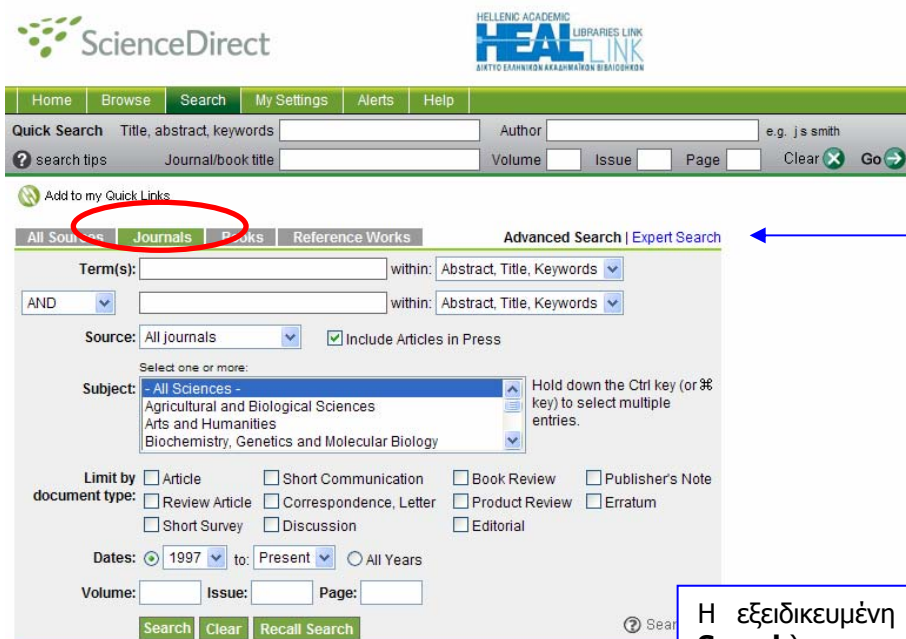 ScienceDirect
HELLENIC ACADEMIC
HEAL LIBRARIES LINK
LINK
ΔΙΚΤΥΟ ΕΛΛΗΝΙΚΩΝ ΑΚΑΔΗΜΑΪΚΩΝ ΒΙΒΛΙΟΘΗΚΩΝ
Home Browse Search My Settings Alerts Help
Quick Search Title, abstract, keywords Author e.g. j s smith
? search tips Journal/book title Volume Issue Page Clear Go
Add to my Quick Links
All Sources Journals Books Reference Works Advanced Search | Expert Search
Term(s): within: Abstract, Title, Keywords
AND within: Abstract, Title, Keywords
Source: All journals Include Articles in Press
Select one or more:
Subject: - All Sciences - Hold down the Ctrl key (or ⌘
Agricultural and Biological Sciences key) to select multiple
Arts and Humanities entries.
Biochemistry, Genetics and Molecular Biology
Limit by Article Short Communication Book Review Publisher's Note
document type: Review Article Correspondence, Letter Product Review Erratum
Short Survey Discussion Editorial
Dates: 1997 to: Present All Years
Volume: Issue: Page:
Search Clear Recall Search ? Sear
Η εξειδικευμένη